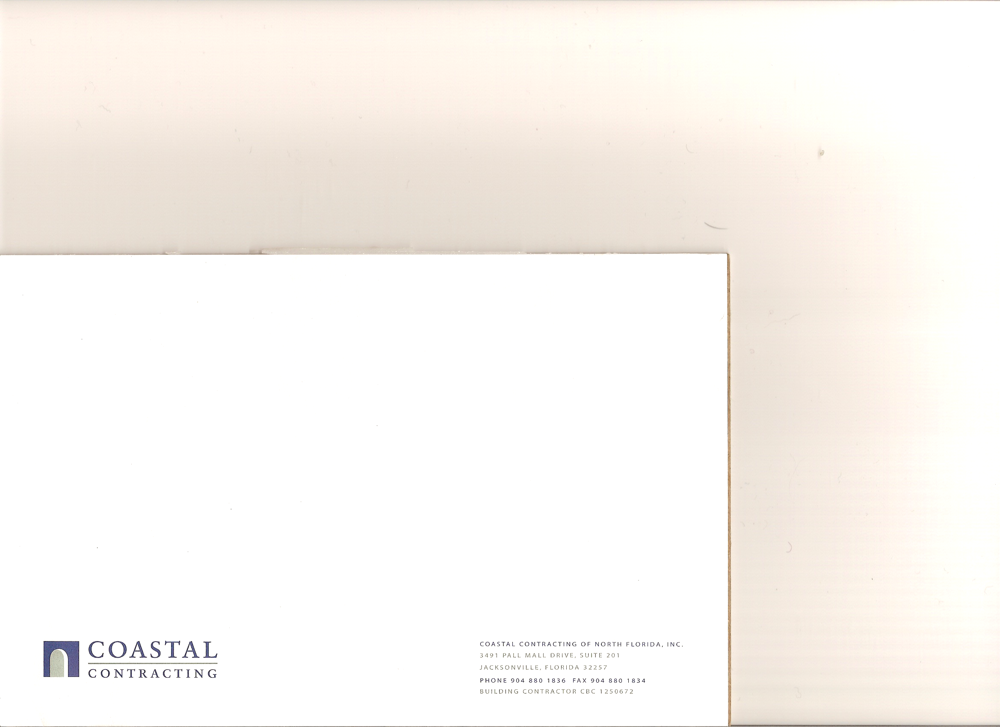 COASTAL
CONTRACTING
COASTAL CONTRACTING OF NORTH FLORIDA, INC.
3491 PALL MALL DRIVE, SUITE 201
JACKSONVILLE, FLORIDA 32257
PHONE 904 880 1836  FAX 904 880 1834
BUILDING CONTRACTOR CBC 1250672